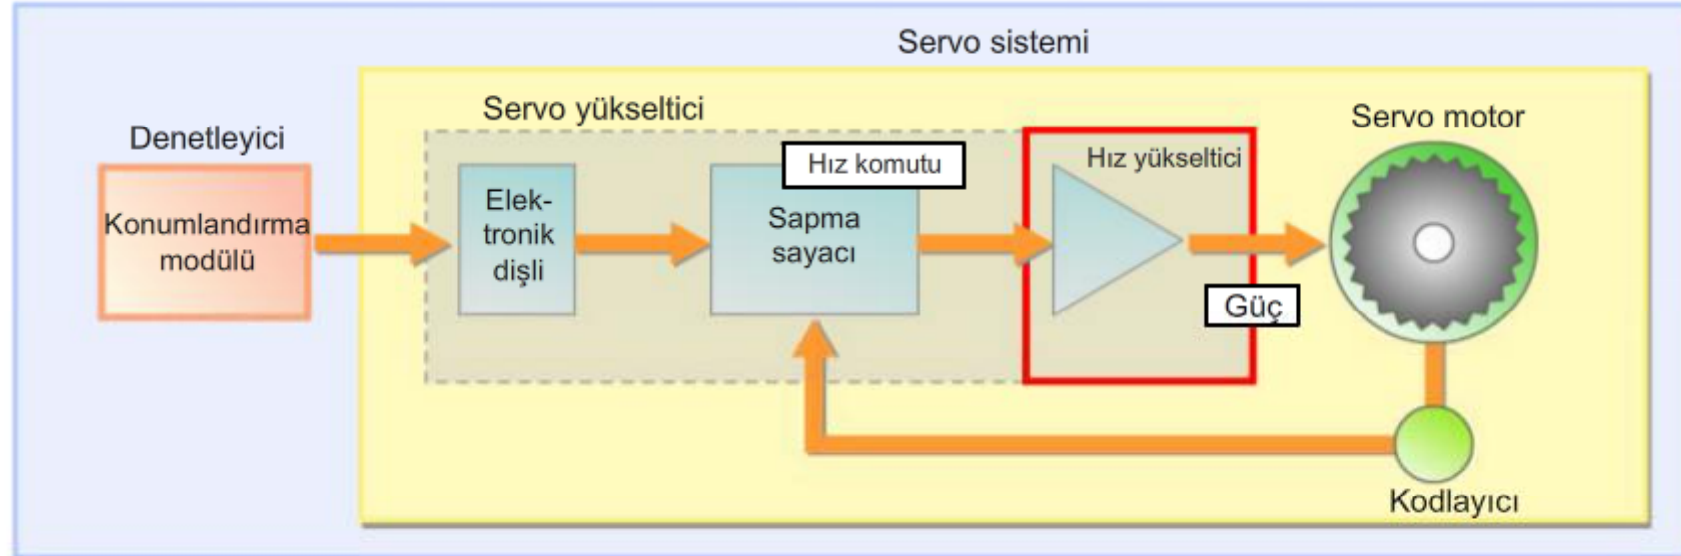 Servo sistemi
Servo yükseltici
Servo motor
Denetleyici
Hız komutu
Hız yükseltici
Konumlandırma
modülü
Elek-
tronik
dişli
Sapma
sayacı
Güç
Kodlayıcı